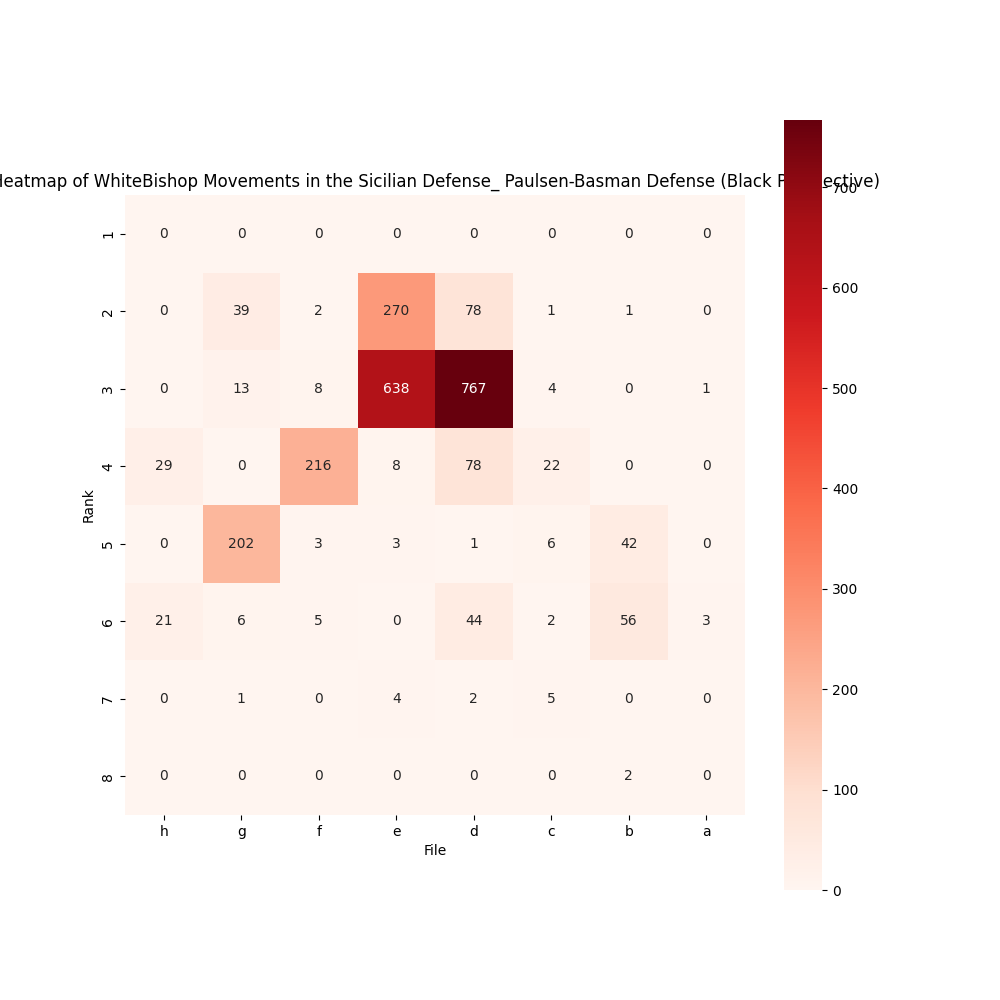 Heatmap of WhiteBishop Movements in the Sicilian Defense_ Paulsen-Basman Defense (Black
1 0 0 0 0 0 0 0 0
2 0 39 2 270 78 1 1 0
3 0 13 8 638 767 4 0 1
4 29 0 216 8 78 22 0 0
5 0 202 3 3 1 6 42 0
6 21 6 5 0 44 2 56 3
7 0 1 0 4 2 5 0 0
8 0 0 0 0 0 0 2 0
h g f e d c b a
File
Rank
700
600
500
400
300
200
100
0